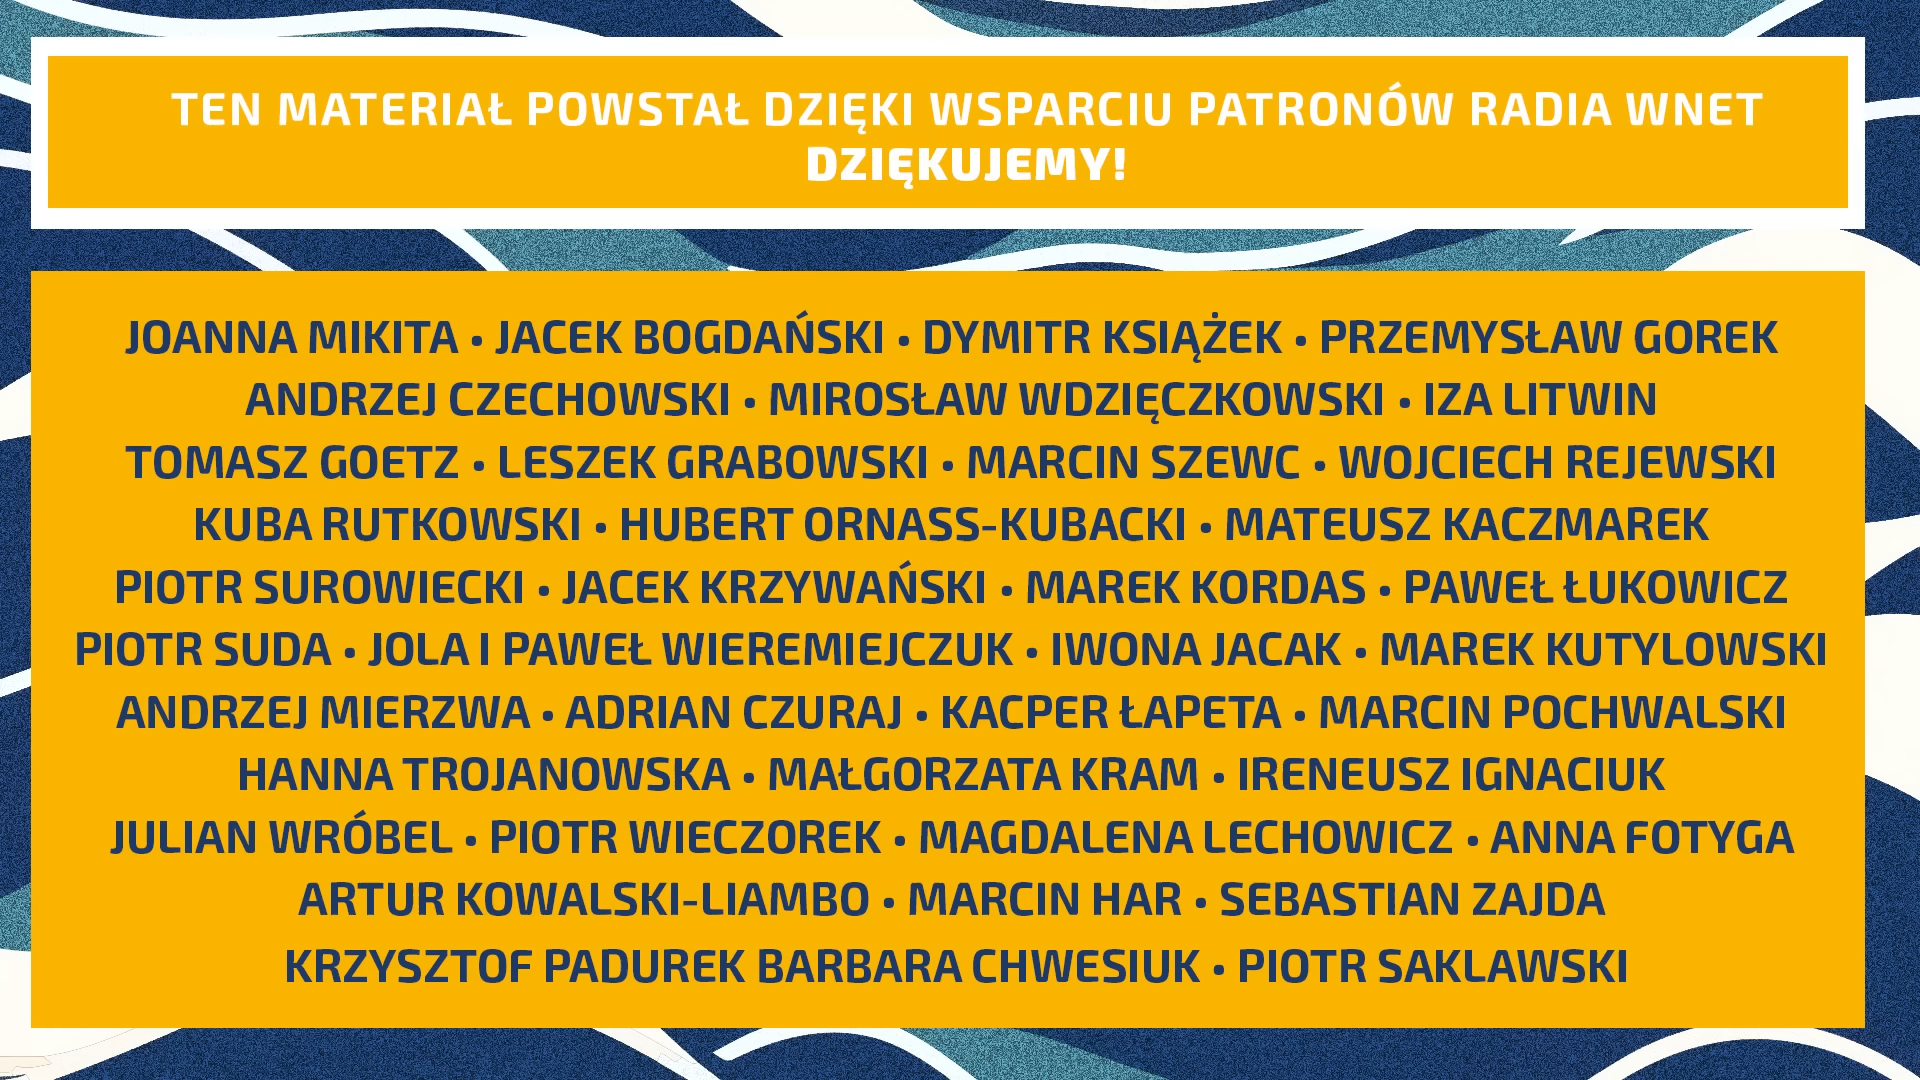 TEN MATERIAŁ POWSTAŁ DZIĘKI WSPARCIU PATRONÓW RADIA WNET
DZIĘKUJEMY!
JOANNA MIKITA • JACEK BOGDAŃSKI • DYMITR KSIĄŻEK • PRZEMYSŁAW GOREK
ANDRZEJ CZECHOWSKI • MIROSŁAW WDZIĘCZKOWSKI • IZA LITWIN
TOMASZ GOETZ • LESZEK GRABOWSKI • MARCIN SZEWC • WOJCIECH REJEWSKI
KUBA RUTKOWSKI • HUBERT ORNASS-KUBACKI • MATEUSZ KACZMAREK
PIOTR SUROWIECKI • JACEK KRZYWAŃSKI • MAREK KORDAS • PAWEŁ ŁUKOWICZ
PIOTR SUDA • JOLA I PAWEŁ WIEREMIEJCZUK • IWONA JACAK • MAREK KUTYLOWSKI
ANDRZEJ MIERZWA • ADRIAN CZURAJ • KACPER ŁAPETA • MARCIN POCHWALSKI
HANNA TROJANOWSKA • MAŁGORZATA KRAM • IRENEUSZ IGNACIUK
JULIAN WRÓBEL • PIOTR WIECZOREK • MAGDALENA LECHOWICZ • ANNA FOTYGA
ARTUR KOWALSKI-LIAMBO • MARCIN HAR • SEBASTIAN ZAJDA
KRZYSZTOF PADUREK BARBARA CHWESIUK • PIOTR SAKLAWSKI